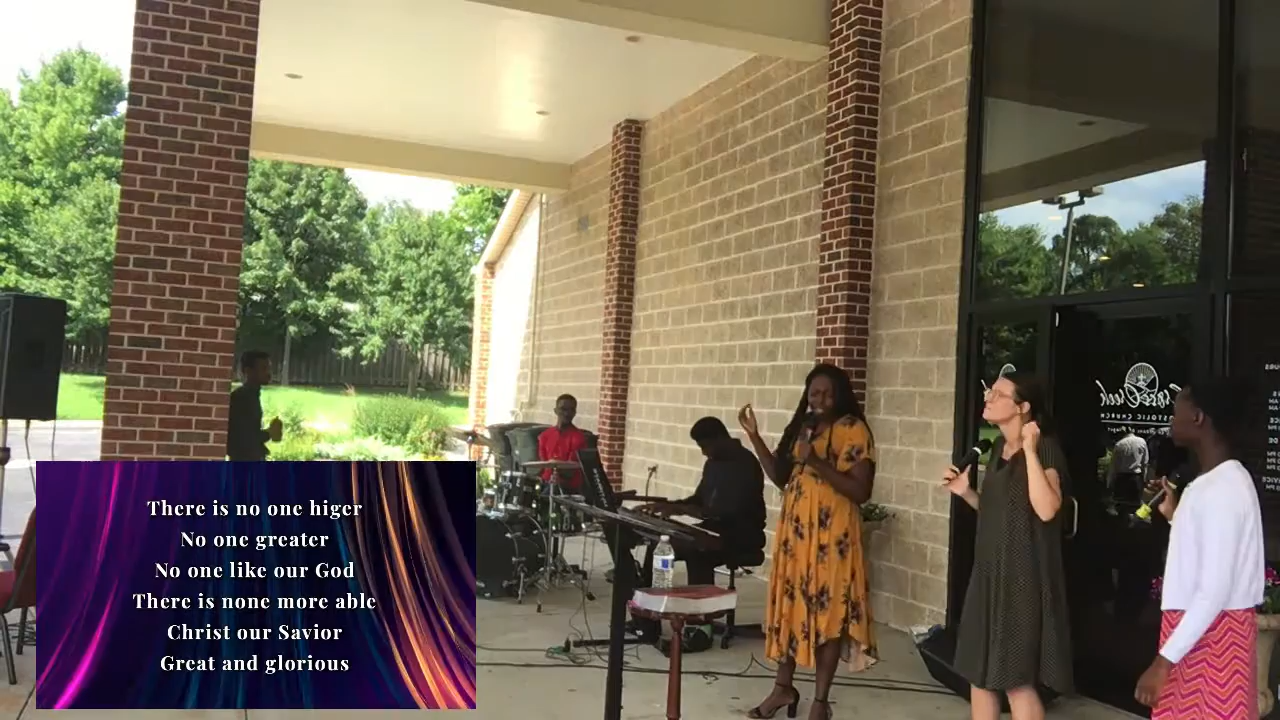 There is no one higer
No one greater
No one like our God
There is none more able
Christ our Savior
Great and glorious